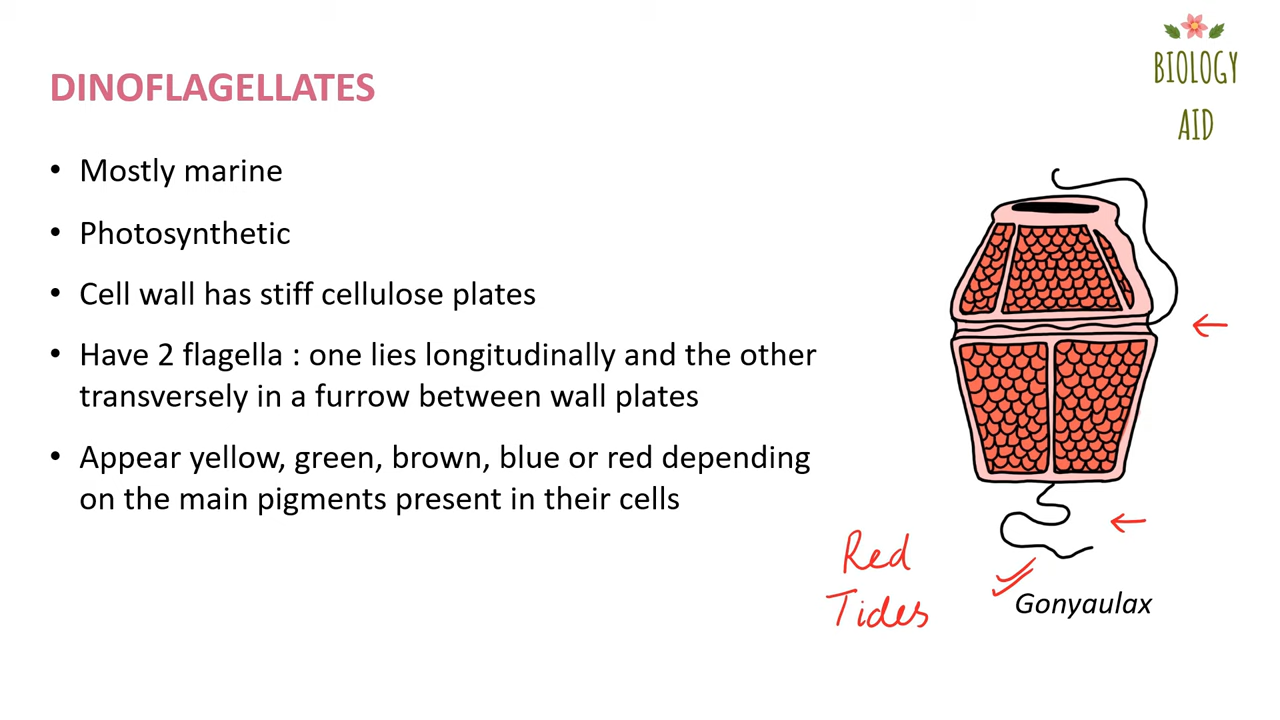 BIOLOGY
AID
DINOFLAGELLATES
• Mostly marine
• Photosynthetic
• Cell wall has stiff cellulose plates
• Have 2 flagella : one lies longitudinally and the other
transversely in a furrow between wall plates
• Appear yellow, green, brown, blue or red depending
on the main pigments present in their cells
Red
Tides
Gonyaulax